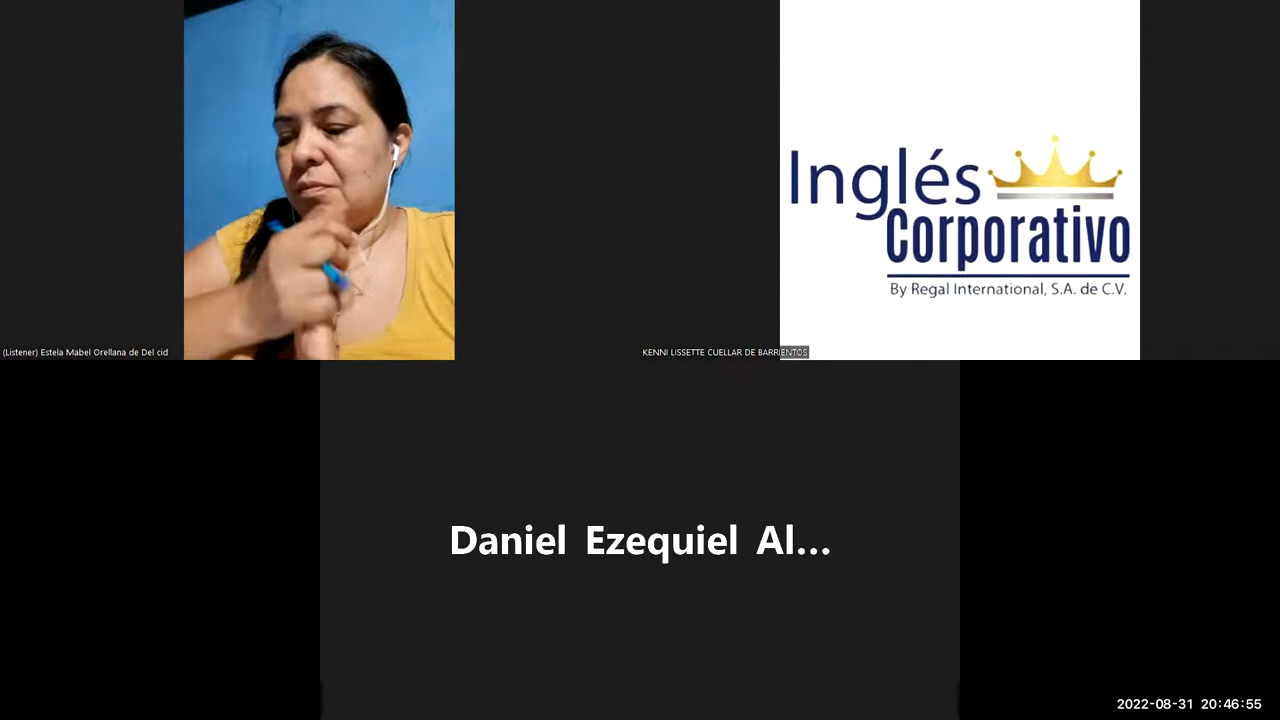 Inglés
Corporativo
By Regal International, S.A. de C.V.
(Listener) Estela Mabel Orellana de Del cid
KENNI LISSETTE CUELLAR DE BARRIENTOS
Daniel Ezequiel Al...
2022-08-31 20:46:55